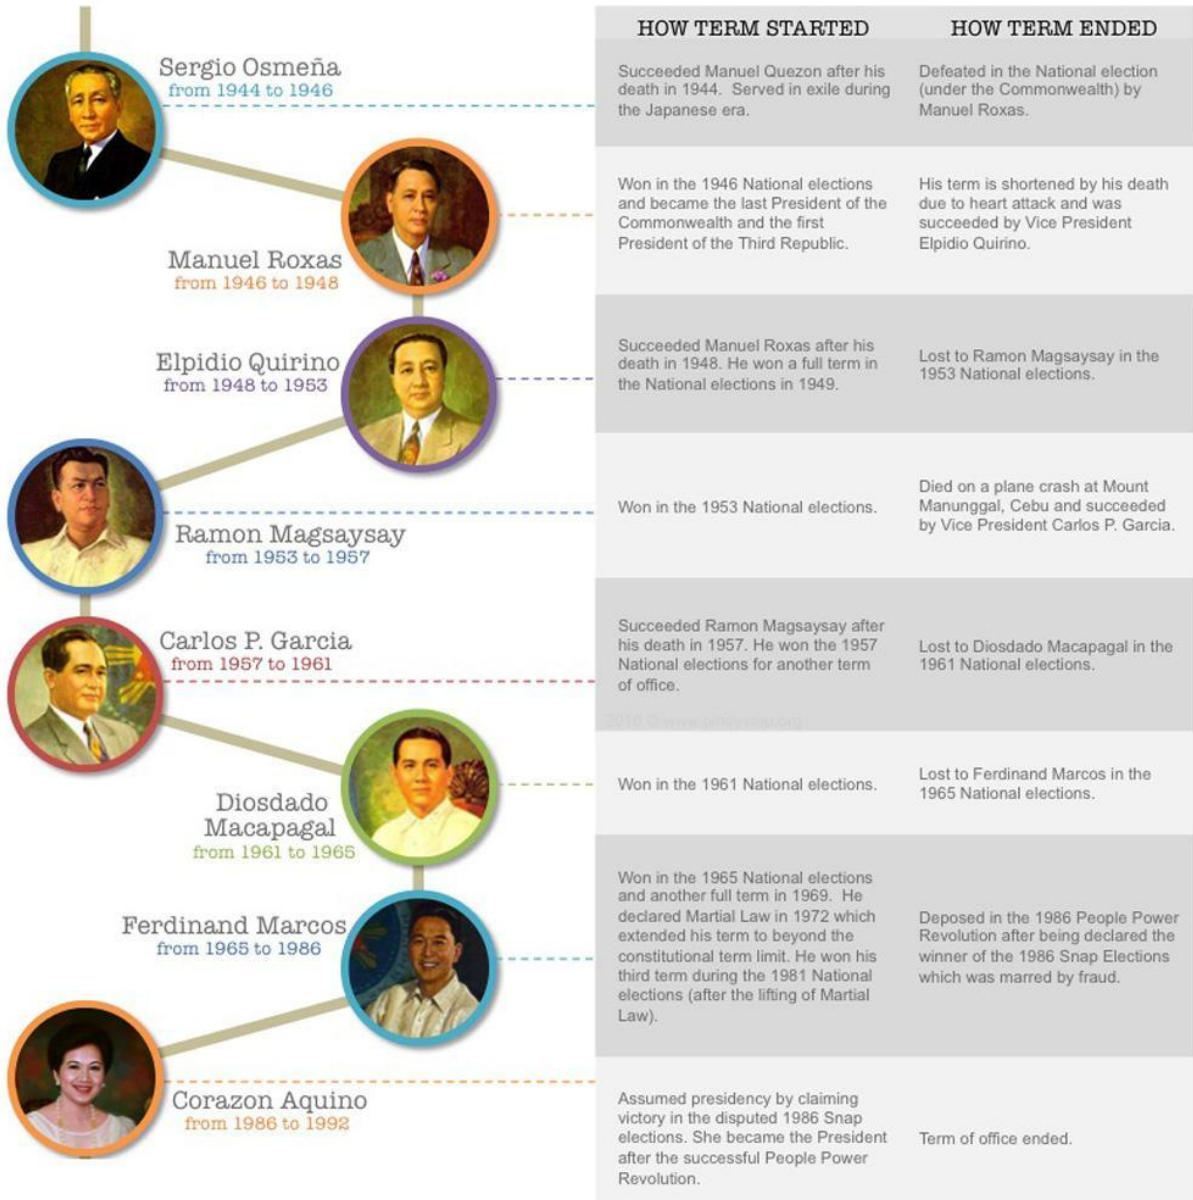 HOW TERM STARTED
HOW TERM ENDED
Sergio Osmeña
from 1944 to 1946
Succeeded Manuel Quezon after his
death in 1944.  Served in exile during
the Japanese era.
Defeated in the National election
(under the Commonwealth) by
Manuel Roxas.
Manuel Roxas
from 1946 to 1948
Won in the 1946 National elections
and became the last President of the
Commonwealth and the first
President of the Third Republic.
His term is shortened by his death
due to heart attack and was
succeeded by Vice President
Elpidio Quirino.
Elpidio Quirino
from 1948 to 1953
Succeeded Manuel Roxas after his
death in 1948. He won a full term in
the National elections in 1949.
Lost to Ramon Magsaysay in the
1953 National elections.
Ramon Magsaysay
from 1953 to 1957
Won in the 1953 National elections.
Died on a plane crash at Mount
Manunggal, Cebu and succeeded
by Vice President Carlos P. Garcia.
Carlos P. Garcia
from 1957 to 1961
Succeeded Ramon Magsaysay after
his death in 1957. He won the 1957
National elections for another term
of office.
Lost to Diosdado Macapagal in the
1961 National elections.
Diosdado
Macapagal
from 1961 to 1965
Won in the 1961 National elections.
Lost to Ferdinand Marcos in the
1965 National elections.
Ferdinand Marcos
from 1965 to 1986
Won in the 1965 National elections
and another full term in 1969.  He
declared Martial Law in 1972 which
extended his term to beyond the
constitutional term limit. He won his
third term during the 1981 National
elections (after the lifting of Martial
Law).
Deposed in the 1986 People Power
Revolution after being declared the
winner of the 1986 Snap Elections
which was marred by fraud.
Corazon Aquino
from 1986 to 1992
Assumed presidency by claiming
victory in the disputed 1986 Snap
elections. She became the President
after the successful People Power
Revolution.
Term of office ended.